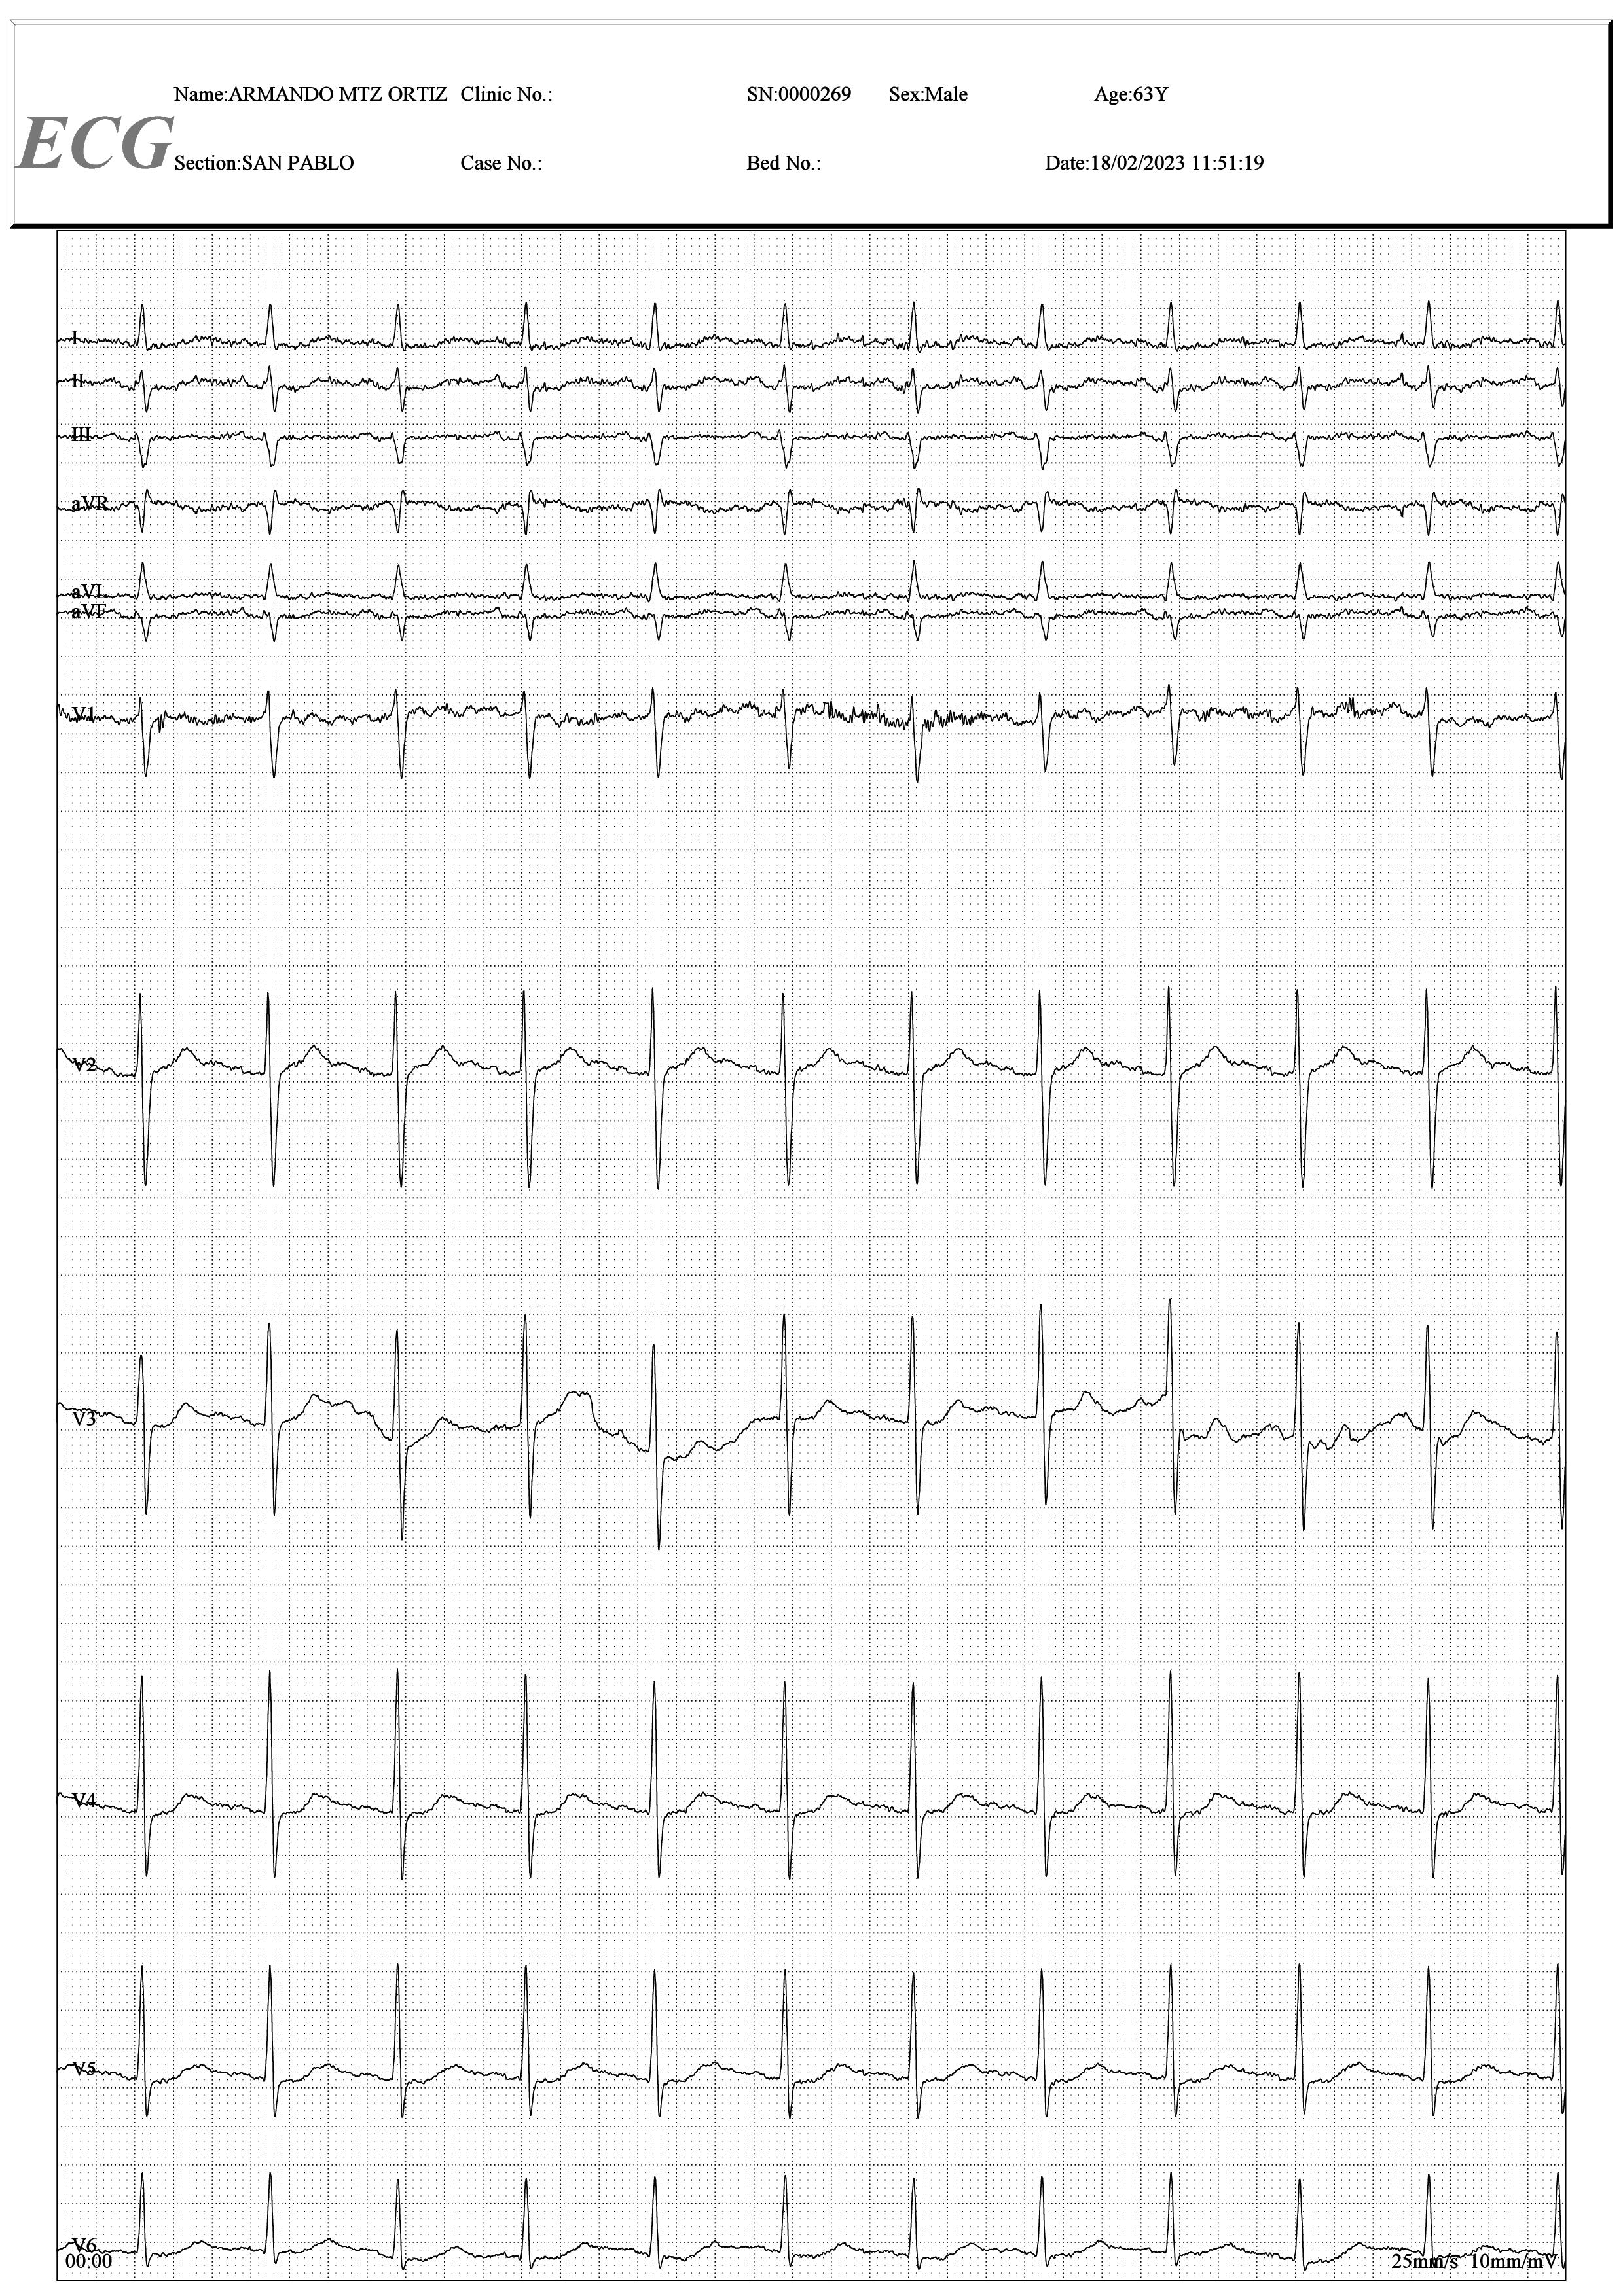 Name:ARMANDO MTZ ORTIZ Clinic No.: SN:0000269 Sex:Male Age:63Y
ECG
Section:SAN PABLO Case No.: Bed No.: Date:18/02/2023 11:51:19
I
II
III
aVR
aVL
aVF
V1
V2
V3
V4
V5
V6
00:00 25mm/s 10mm/mV